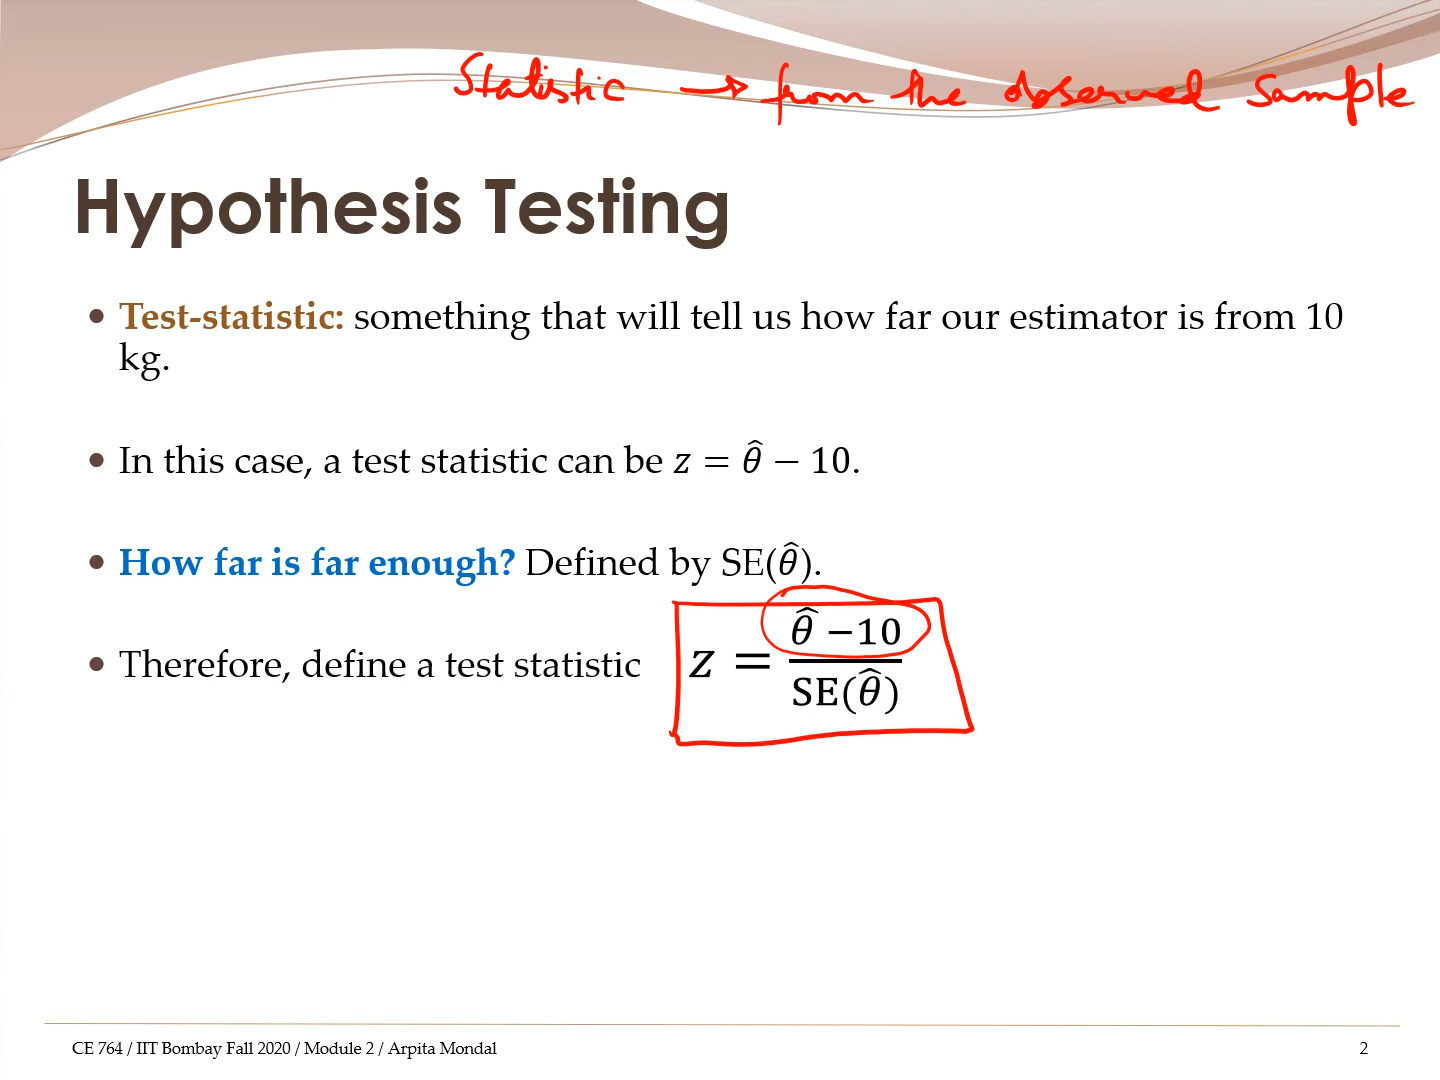 Statistic → from the observed Sample
Hypothesis Testing
• Test-statistic: something that will tell us how far our estimator is from 10
kg.
• In this case, a test statistic can be z = θ̂ − 10.
• How far is far enough? Defined by SE(θ̂).
• Therefore, define a test statistic z = (θ̂ −10)/SE(θ̂)
CE 764 / IIT Bombay Fall 2020 / Module 2 / Arpita Mondal 2